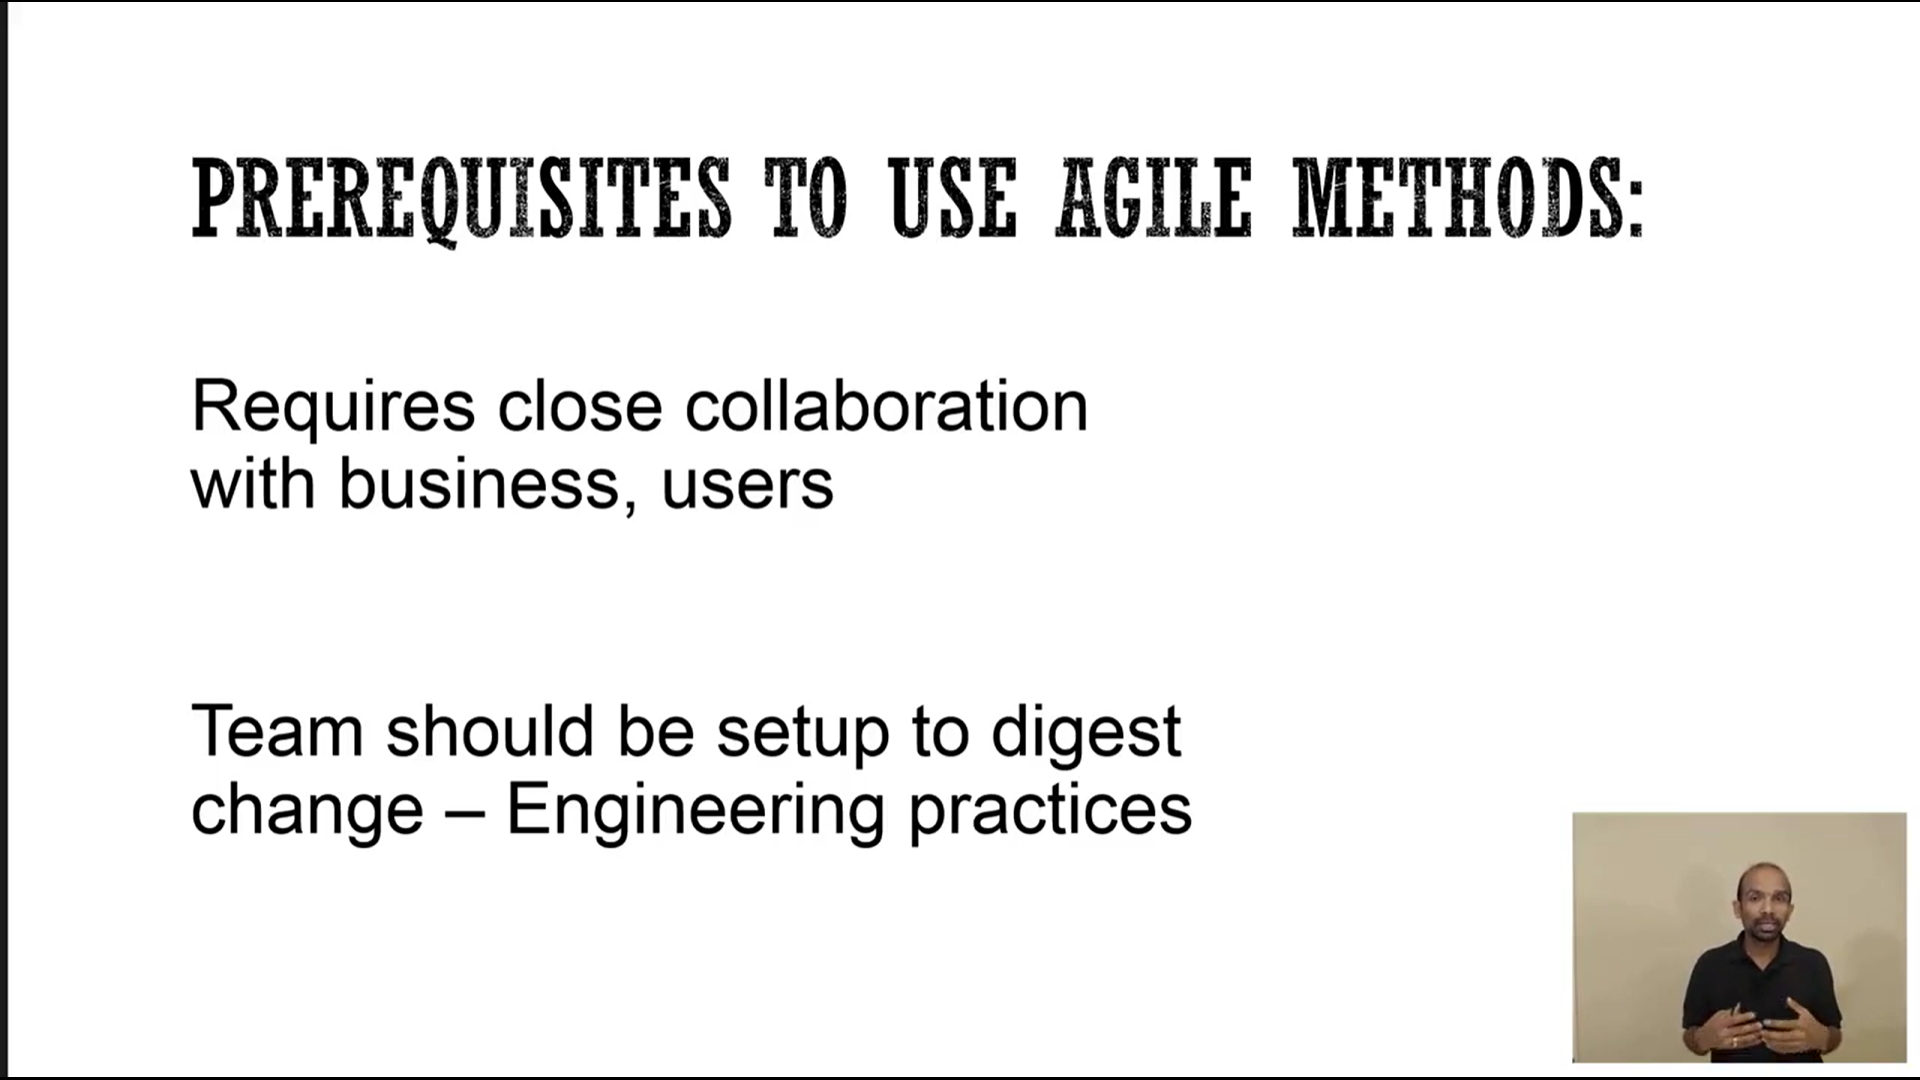 PREREQUISITES TO USE AGILE METHODS:
Requires close collaboration
with business, users
Team should be setup to digest
change – Engineering practices